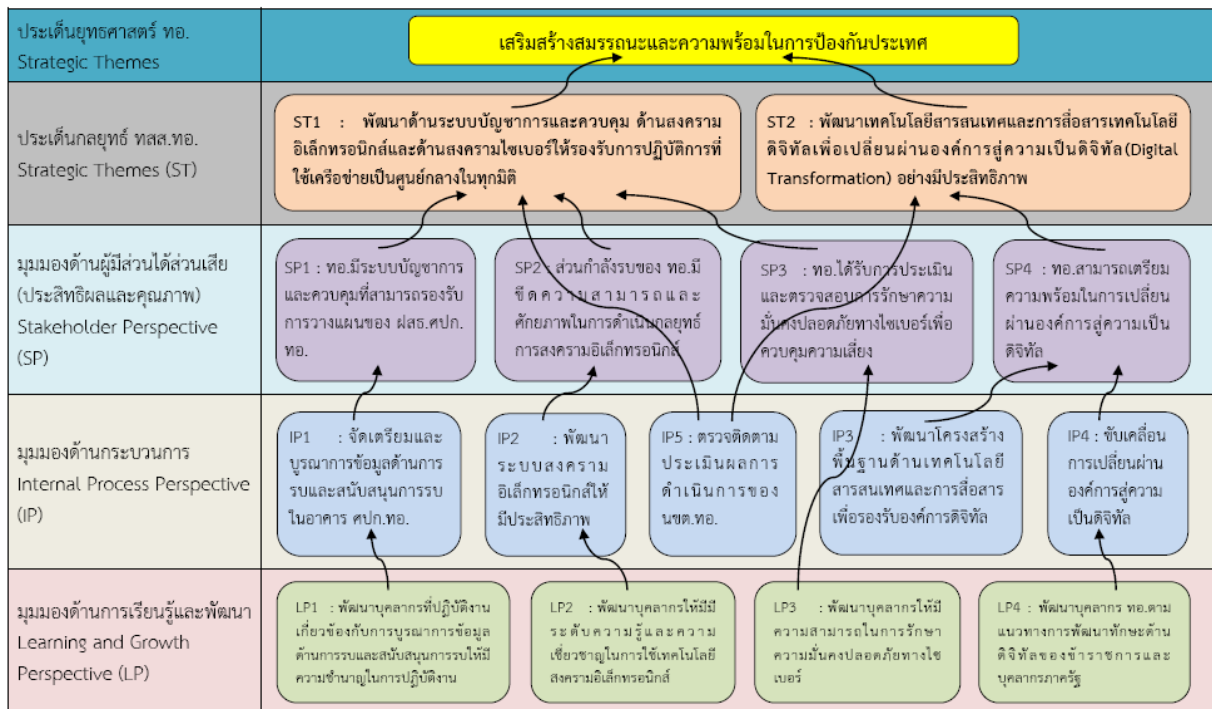 ประเด็นยุทธศาสตร์ ทอ.
Strategic Themes
เสริมสร้างสมรรถนะและความพร้อมในการป้องกันประเทศ
ประเด็นกลยุทธ์ ทสส.ทอ.
Strategic Themes (ST)
ST1 : พัฒนาด้านระบบบัญชาการและควบคุม ด้านสงคราม
อิเล็กทรอนิกส์และด้านสงครามไซเบอร์ให้รองรับการปฏิบัติการที่
ใช้เครือข่ายเป็นศูนย์กลางในทุกมิติ
ST2 : พัฒนาเทคโนโลยีสารสนเทศและการสื่อสารเทคโนโลยี
ดิจิทัลเพื่อเปลี่ยนผ่านองค์การสู่ความเป็นดิจิทัล(Digital
Transformation) อย่างมีประสิทธิภาพ
มุมมองด้านผู้มีส่วนได้ส่วนเสีย
(ประสิทธิผลและคุณภาพ)
Stakeholder Perspective
(SP)
SP1 : ทอ.มีระบบบัญชาการ
และควบคุมที่สามารถรองรับ
การวางแผนของ ฝสธ.ศปก.
ทอ.
SP2 : ส่วนกำลังรบของ ทอ.มี
ขีดความสามารถและ
ศักยภาพในการดำเนินกลยุทธ์
การสงครามอิเล็กทรอนิกส์
SP3 : ทอ.ได้รับการประเมิน
และตรวจสอบการรักษาความ
มั่นคงปลอดภัยทางไซเบอร์เพื่อ
ควบคุมความเสี่ยง
SP4 : ทอ.สามารถเตรียม
ความพร้อมในการเปลี่ยน
ผ่านองค์การสู่ความเป็น
ดิจิทัล
มุมมองด้านกระบวนการ
Internal Process Perspective
(IP)
IP1 : จัดเตรียมและ
บูรณาการข้อมูลด้านการ
รบและสนับสนุนการรบ
ในอาคาร ศปก.ทอ.
IP2 : พัฒนา
ระบบสงคราม
อิเล็กทรอนิกส์ให้
มีประสิทธิภาพ
IP5 : ตรวจติดตาม
ประเมินผลการ
ดำเนินการของ
นขต.ทอ.
IP3 : พัฒนาโครงสร้าง
พื้นฐานด้านเทคโนโลยี
สารสนเทศและการสื่อสาร
เพื่อรองรับองค์การดิจิทัล
IP4 : ขับเคลื่อน
การเปลี่ยนผ่าน
องค์การสู่ความ
เป็นดิจิทัล
มุมมองด้านการเรียนรู้และพัฒนา
Learning and Growth
Perspective (LP)
LP1 : พัฒนาบุคลากรที่ปฏิบัติงาน
เกี่ยวข้องกับการบูรณาการข้อมูล
ด้านการรบและสนับสนุนการรบให้มี
ความชำนาญในการปฏิบัติงาน
LP2 : พัฒนาบุคลากรให้มีมี
ระดับความรู้และความ
เชี่ยวชาญในการใช้เทคโนโลยี
สงครามอิเล็กทรอนิกส์
LP3 : พัฒนาบุคลากรให้มี
ความสามารถในการรักษา
ความมั่นคงปลอดภัยทางไซ
เบอร์
LP4 : พัฒนาบุคลากร ทอ.ตาม
แนวทางการพัฒนาทักษะด้าน
ดิจิทัลของข้าราชการและ
บุคลากรภาครัฐ